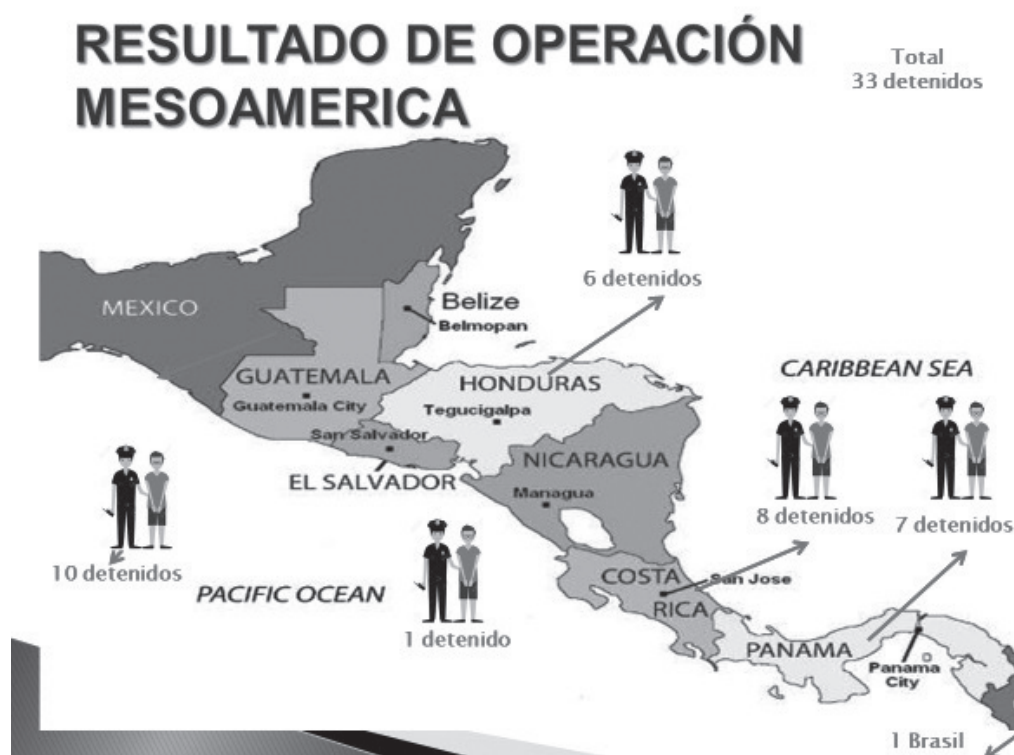 RESULTADO DE OPERACIÓN
MESOAMERICA
Total
33 detenidos
6 detenidos
MEXICO
Belize
Belmopan
GUATEMALA
Guatemala City
HONDURAS
Tegucigalpa
CARIBBEAN SEA
San Salvador
EL SALVADOR
NICARAGUA
Managua
8 detenidos
7 detenidos
10 detenidos
PACIFIC OCEAN
1 detenido
COSTA
RICA
San Jose
PANAMA
Panama
City
1 Brasil